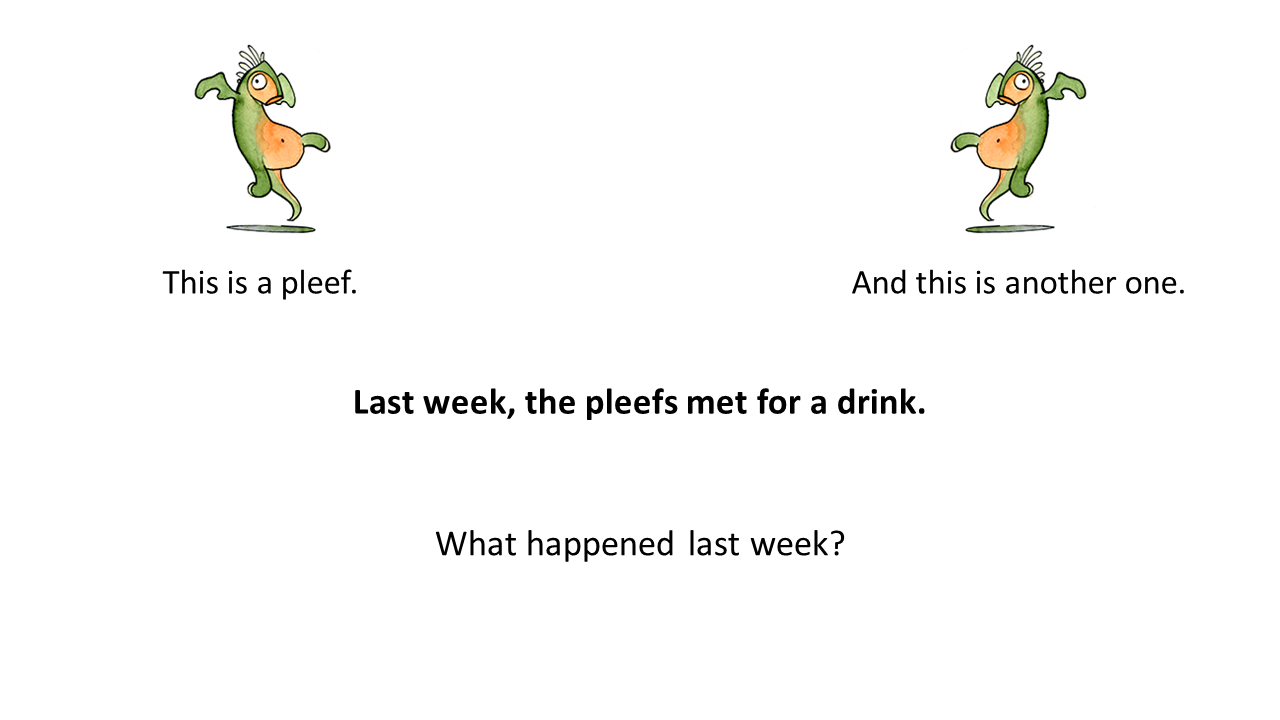 This is a pleef.
And this is another one.
Last week, the pleefs met for a drink.
What happened last week?